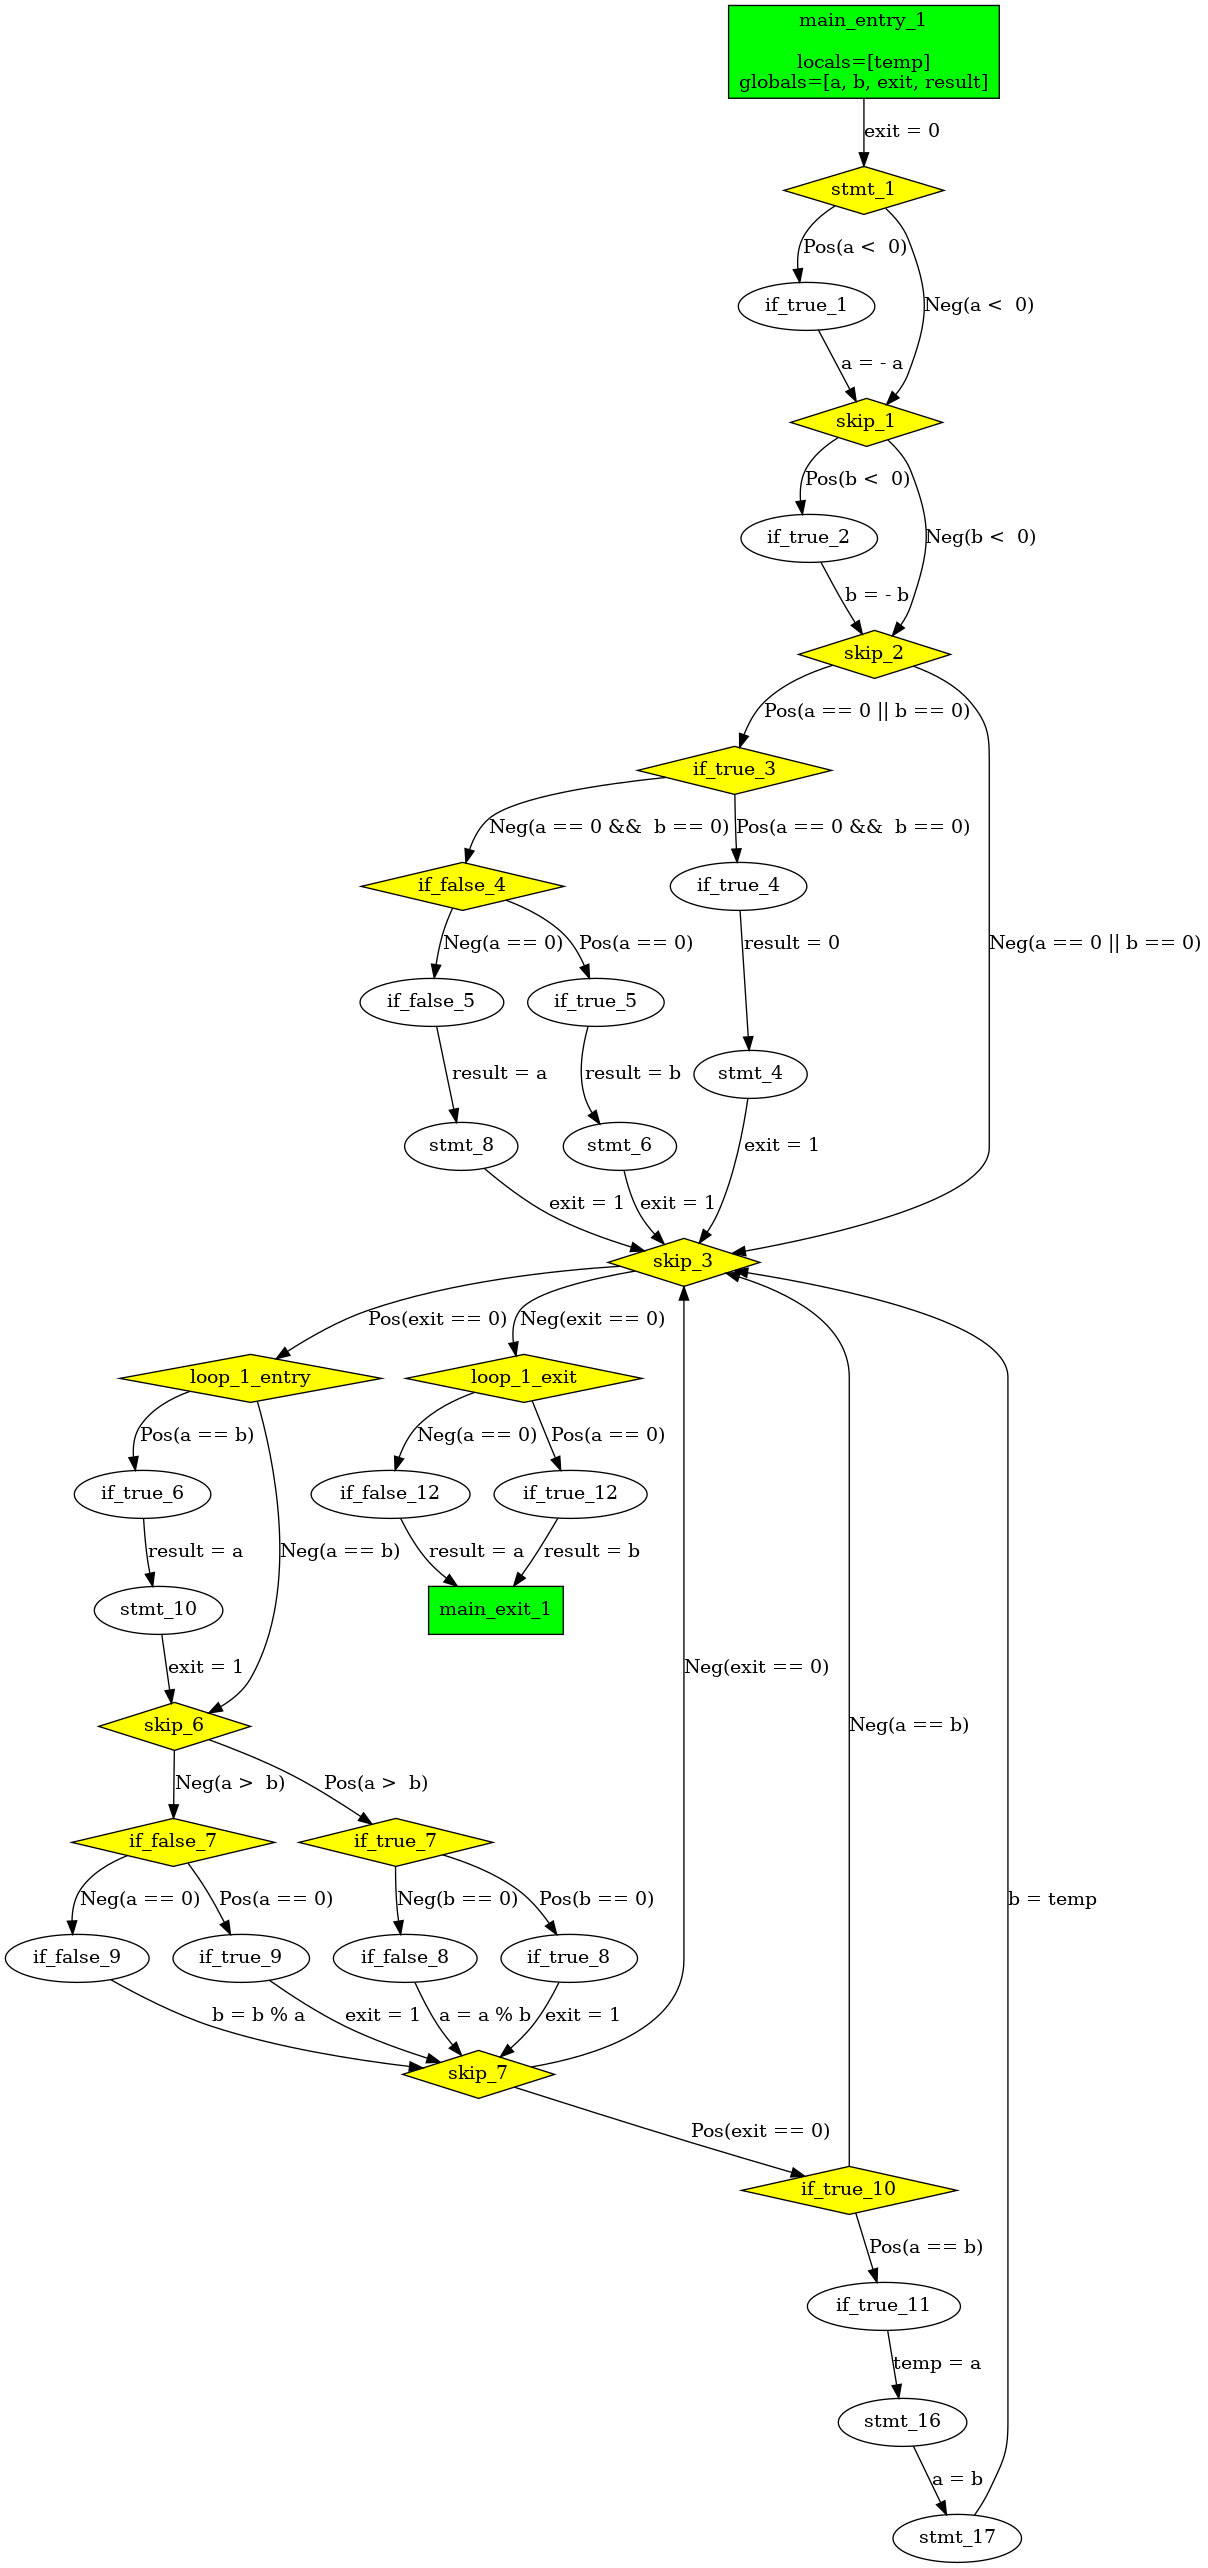 main_entry_1
locals=[temp]
globals=[a, b, exit, result]
exit = 0
stmt_1
Pos(a <  0)
if_true_1
Neg(a <  0)
a = - a
skip_1
Pos(b <  0)
if_true_2
Neg(b <  0)
b = - b
skip_2
Pos(a == 0 || b == 0)
if_true_3
Neg(a == 0 &&  b == 0)
Pos(a == 0 &&  b == 0)
if_false_4
if_true_4
Neg(a == 0)
Pos(a == 0)
result = 0
Neg(a == 0 || b == 0)
if_false_5
if_true_5
result = a
result = b
stmt_4
stmt_8
stmt_6
exit = 1
exit = 1
exit = 1
skip_3
Pos(exit == 0)
Neg(exit == 0)
loop_1_entry
loop_1_exit
Pos(a == b)
Neg(a == 0)
Pos(a == 0)
if_true_6
if_false_12
if_true_12
result = a
Neg(a == b)
result = a
result = b
stmt_10
main_exit_1
exit = 1
Neg(exit == 0)
skip_6
Neg(a == b)
Neg(a >  b)
Pos(a >  b)
if_false_7
if_true_7
Neg(a == 0)
Pos(a == 0)
Neg(b == 0)
Pos(b == 0)
b = temp
if_false_9
if_true_9
if_false_8
if_true_8
b = b % a
exit = 1
a = a % b
exit = 1
skip_7
Pos(exit == 0)
if_true_10
Pos(a == b)
if_true_11
temp = a
stmt_16
a = b
stmt_17